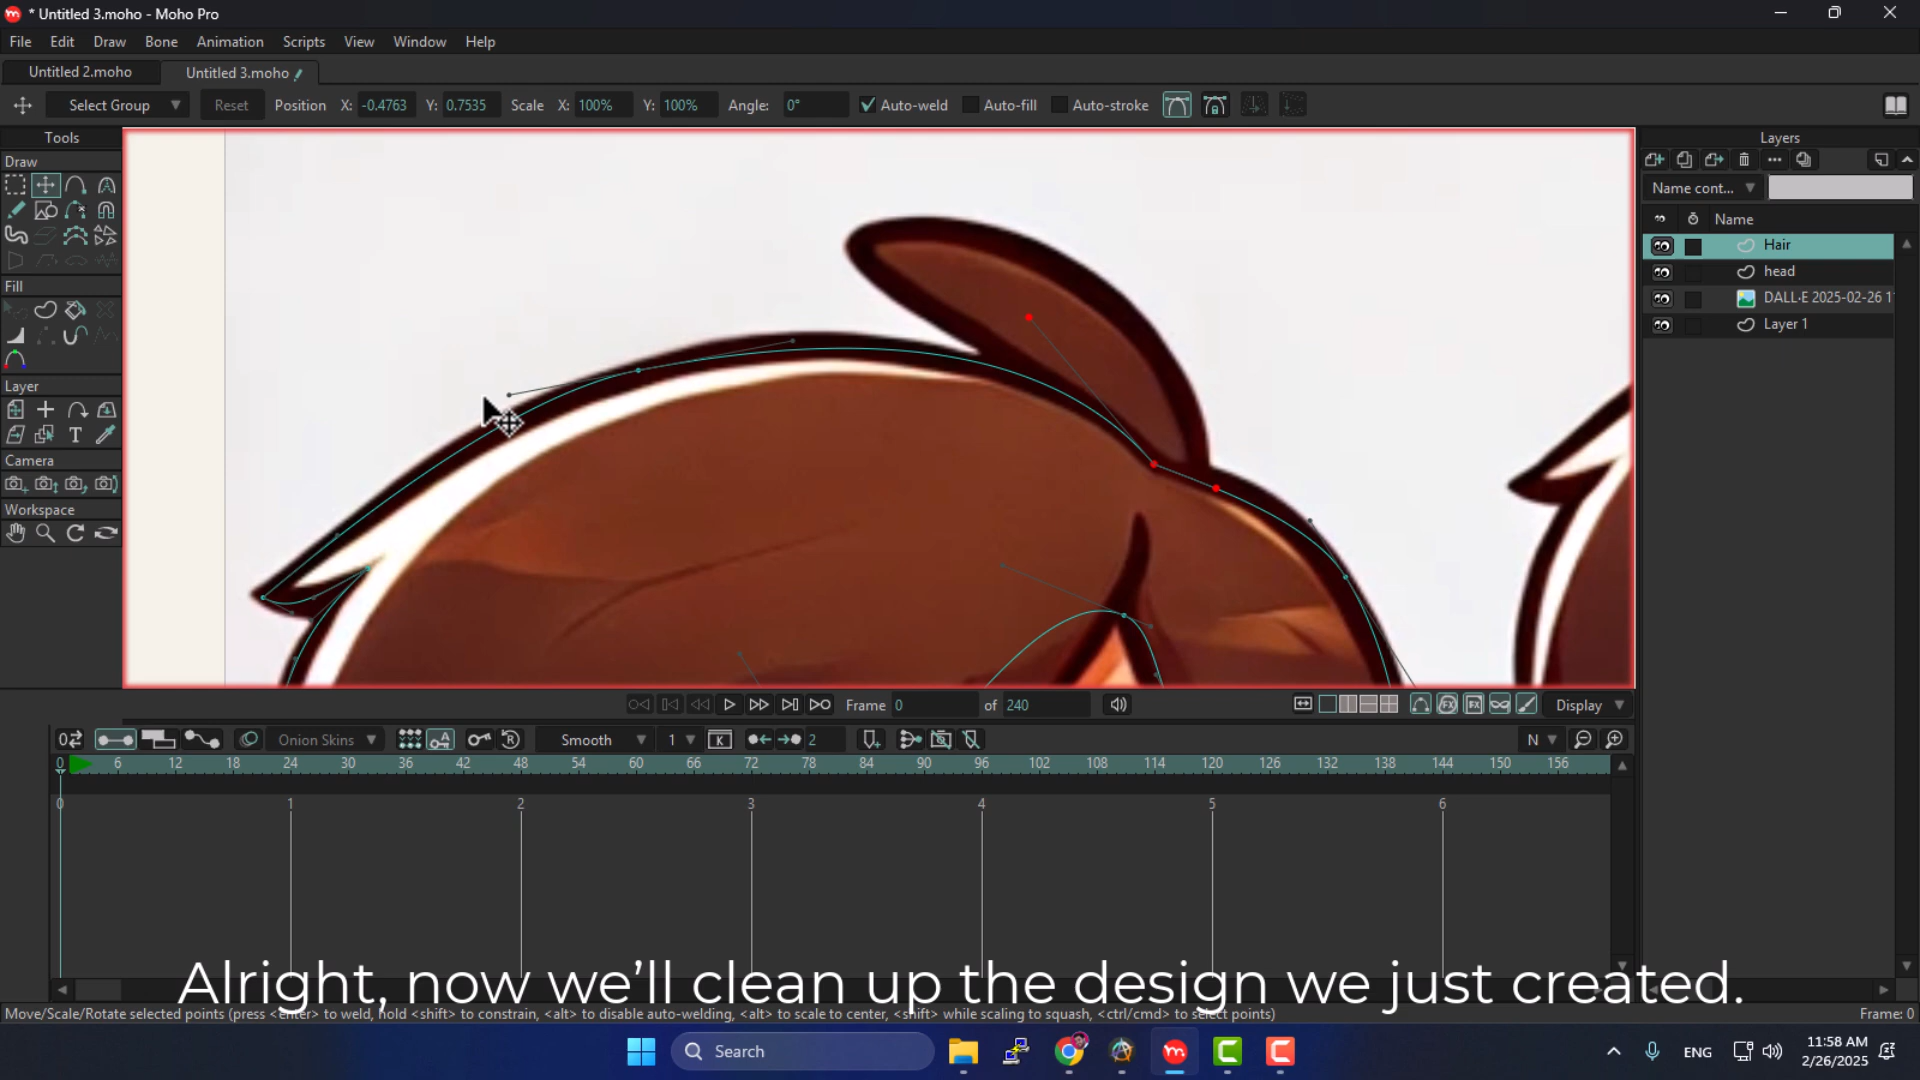 * Untitled 3.moho - Moho Pro
File Edit Draw Bone Animation Scripts View Window Help
Untitled 2.moho Untitled 3.moho
Select Group Reset Position X: -0.4763 Y: 0.7535 Scale X: 100% Y: 100% Angle: 0° Auto-weld Auto-fill Auto-stroke
Tools
Draw
Fill
Layer
Camera
Workspace
Layers
Name cont...
Name
Hair
head
DALL·E 2025-02-26 1
Layer 1
Frame 0 of 240 Display
Onion Skins Smooth 1 2 N
0 6 12 18 24 30 36 42 48 54 60 66 72 78 84 90 96 102 108 114 120 126 132 138 144 150 156
0 1 2 3 4 5 6
Alright, now we’ll clean up the design we just created.
Move/Scale/Rotate selected points (press <enter> to weld, hold <shift> to constrain, <alt> to disable auto-welding, <alt> to scale to center, <shift> while scaling to squash, <ctrl/cmd> to select points) Frame: 0
Search ENG 11:58 AM
2/26/2025